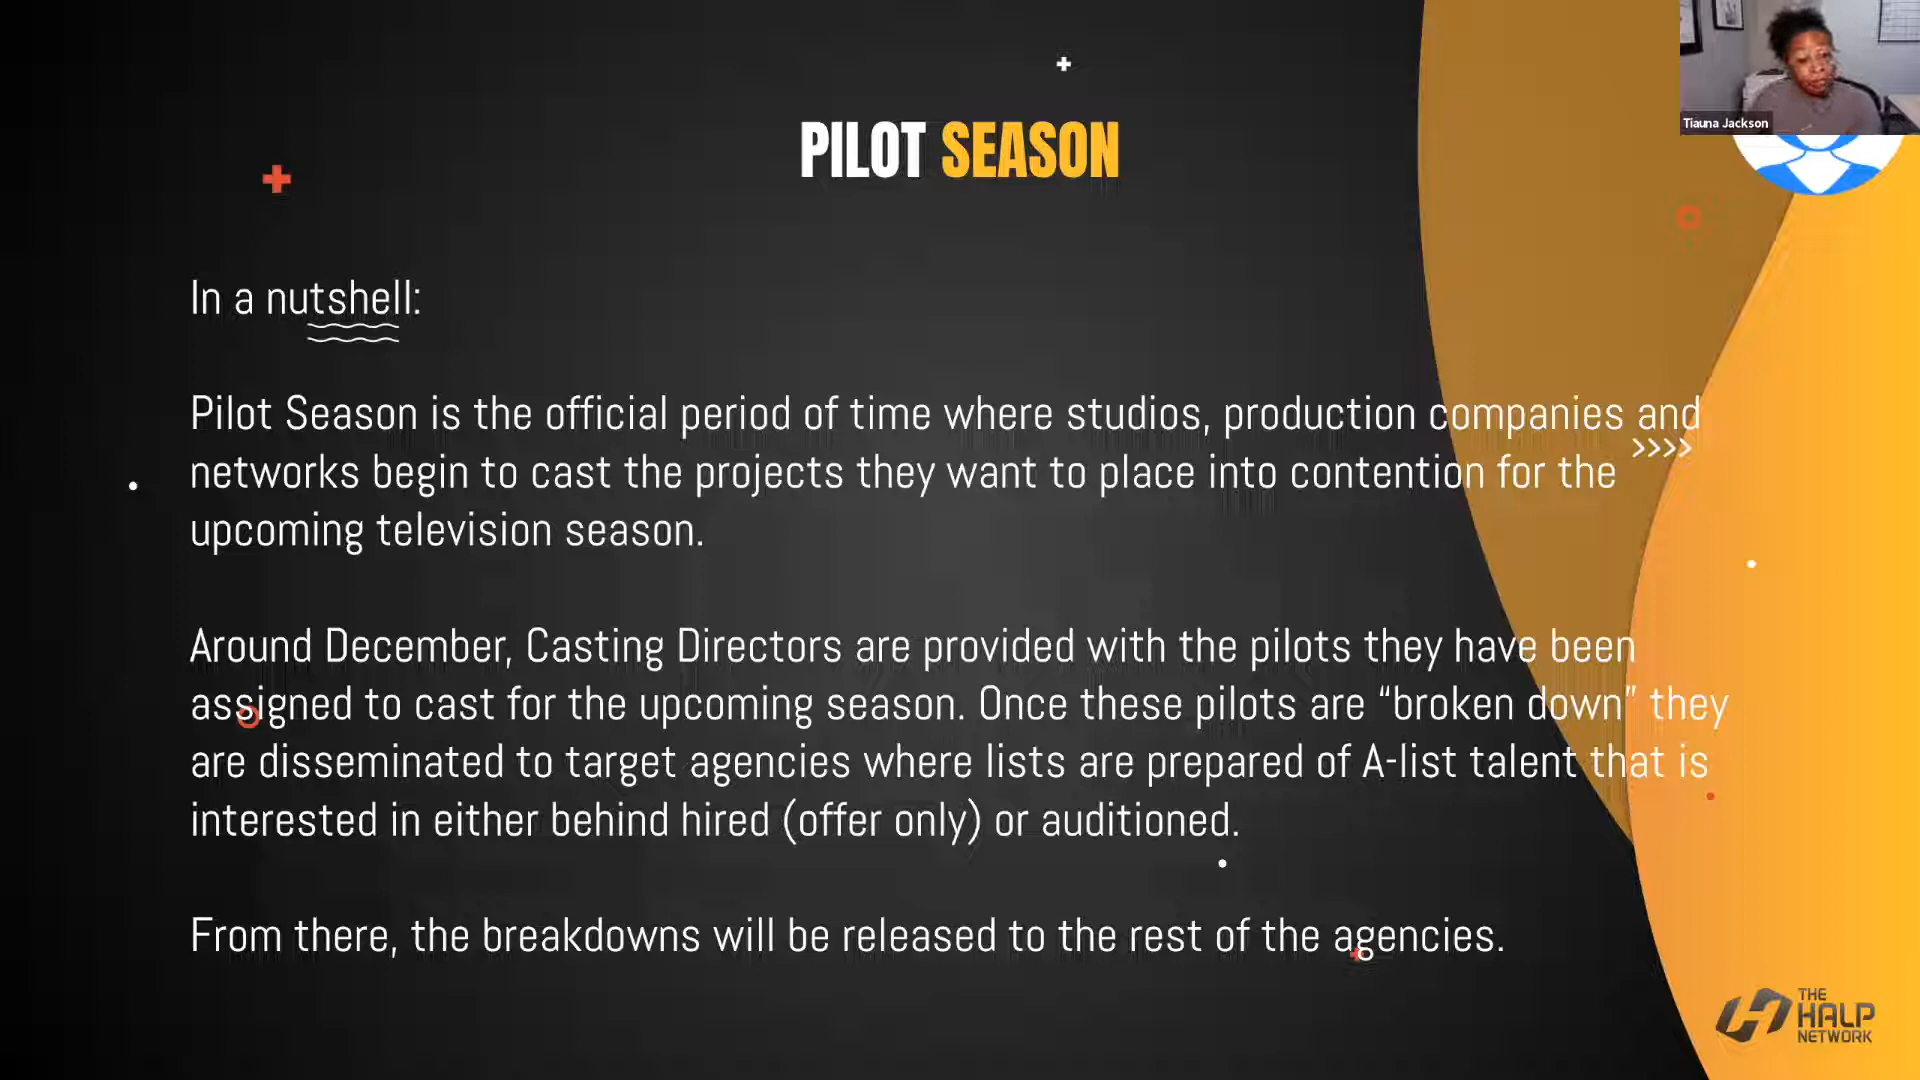 Tiauna Jackson
PILOT SEASON
In a nutshell:
Pilot Season is the official period of time where studios, production companies and
networks begin to cast the projects they want to place into contention for the
upcoming television season.
Around December, Casting Directors are provided with the pilots they have been
assigned to cast for the upcoming season. Once these pilots are “broken down” they
are disseminated to target agencies where lists are prepared of A-list talent that is
interested in either behind hired (offer only) or auditioned.
From there, the breakdowns will be released to the rest of the agencies.
THE
HALP
NETWORK